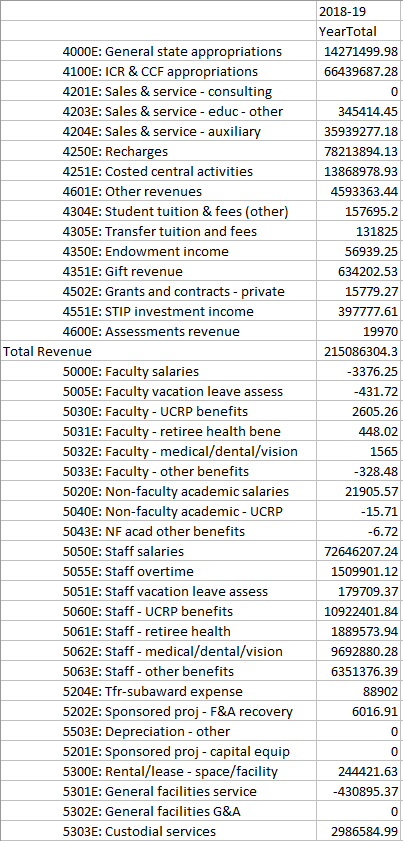 2018-19
YearTotal
4000E: General state appropriations 14271499.98
4100E: ICR & CCF appropriations 66439687.28
4201E: Sales & service - consulting 0
4203E: Sales & service - educ - other 345414.45
4204E: Sales & service - auxiliary 35939277.18
4250E: Recharges 78213894.13
4251E: Costed central activities 13868978.93
4601E: Other revenues 4593363.44
4304E: Student tuition & fees (other) 157695.2
4305E: Transfer tuition and fees 131825
4350E: Endowment income 56939.25
4351E: Gift revenue 634202.53
4502E: Grants and contracts - private 15779.27
4551E: STIP investment income 397777.61
4600E: Assessments revenue 19970
Total Revenue 215086304.3
5000E: Faculty salaries -3376.25
5005E: Faculty vacation leave assess -431.72
5030E: Faculty - UCRP benefits 2605.26
5031E: Faculty - retiree health bene 448.02
5032E: Faculty - medical/dental/vision 1565
5033E: Faculty - other benefits -328.48
5020E: Non-faculty academic salaries 21905.57
5040E: Non-faculty academic - UCRP -15.71
5043E: NF acad other benefits -6.72
5050E: Staff salaries 72646207.24
5055E: Staff overtime 1509901.12
5051E: Staff vacation leave assess 179709.37
5060E: Staff - UCRP benefits 10922401.84
5061E: Staff - retiree health 1889573.94
5062E: Staff - medical/dental/vision 9692880.28
5063E: Staff - other benefits 6351376.39
5204E: Tfr-subaward expense 88902
5202E: Sponsored proj - F&A recovery 6016.91
5503E: Depreciation - other 0
5201E: Sponsored proj - capital equip 0
5300E: Rental/lease - space/facility 244421.63
5301E: General facilities service -430895.37
5302E: General facilities G&A 0
5303E: Custodial services 2986584.99